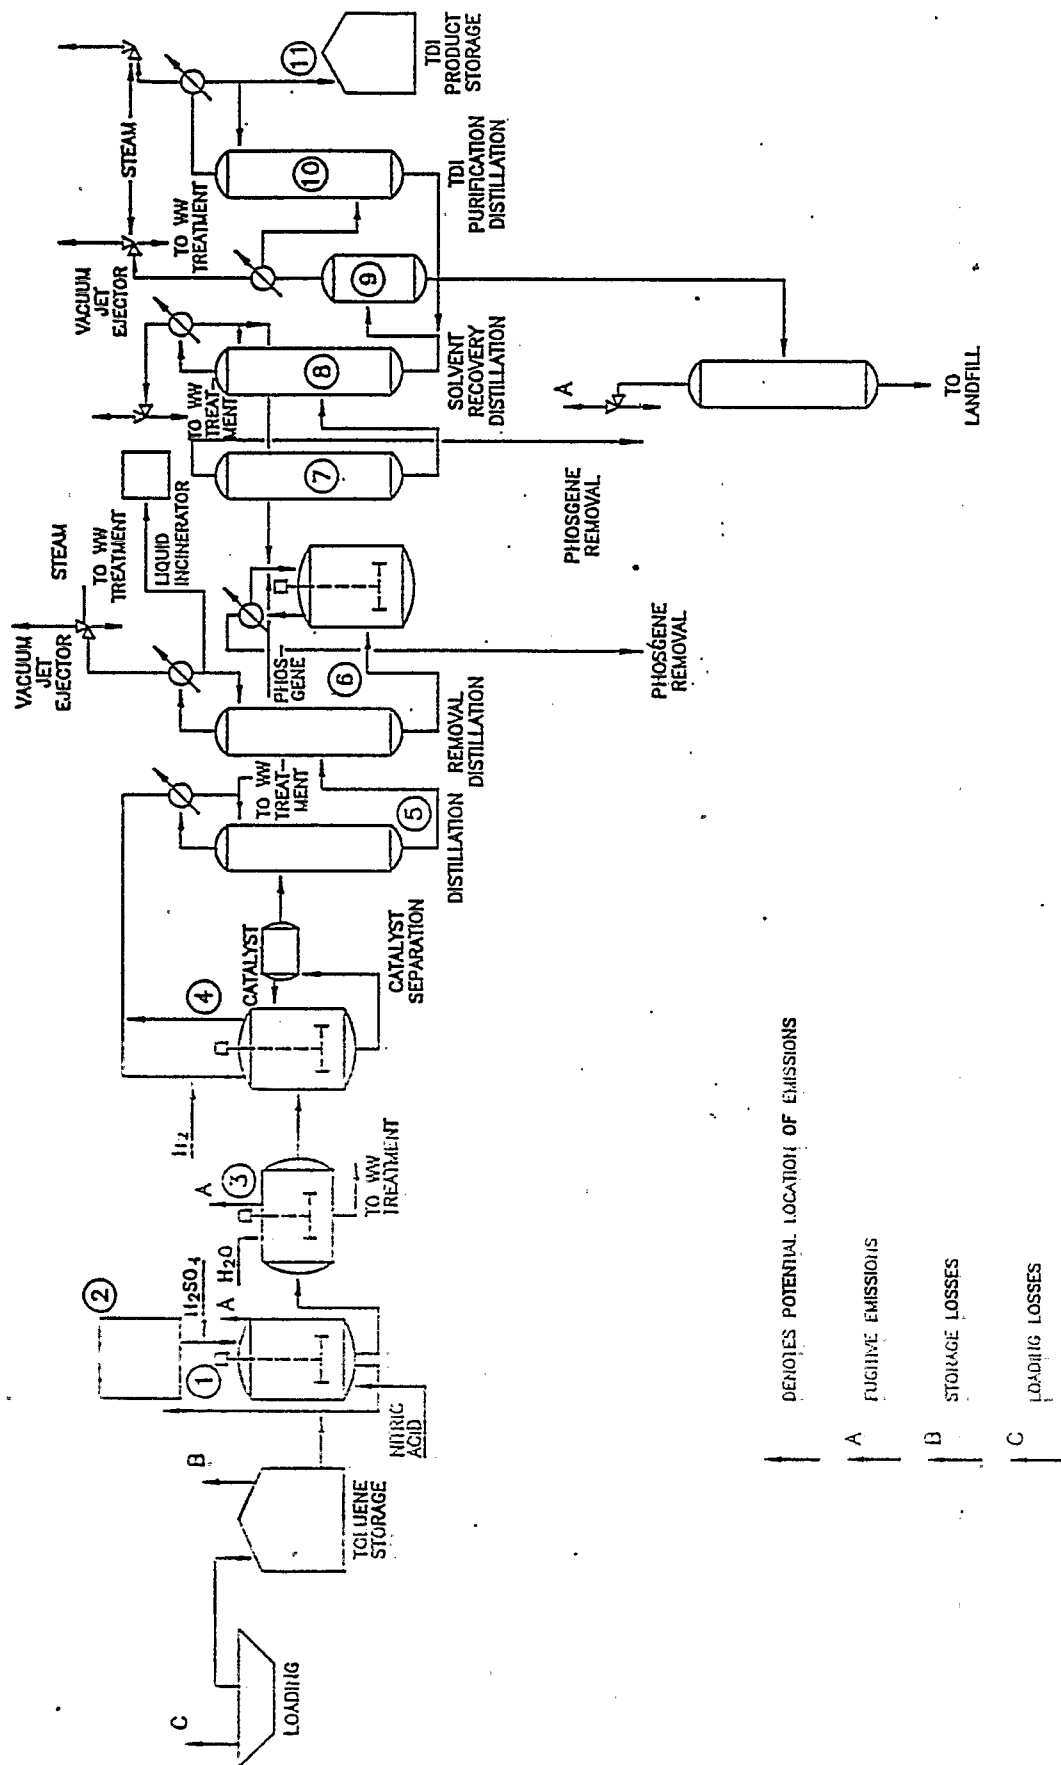 C
LOADING
B
TOLUENE
STORAGE
NITRIC
ACID
1
2
H2SO4
A
H2O
A
3
TO WW
TREATMENT
H2
4
CATALYST
CATALYST
SEPARATION
5
DISTILLATION
TO WW
TREAT-
MENT
REMOVAL
DISTILLATION
6
PHOS-
GENE
VACUUM
JET
EJECTOR
STEAM
TO WW
TREATMENT
LIQUID
INCINERATOR
PHOSGENE
REMOVAL
PHOSGENE
REMOVAL
7
TO WW
TREAT-
MENT
8
SOLVENT
RECOVERY
DISTILLATION
VACUUM
JET
EJECTOR
TO WW
TREATMENT
STEAM
9
10
TDI
PURIFICATION
DISTILLATION
11
TDI
PRODUCT
STORAGE
A
TO
LANDFILL
DENOTES POTENTIAL LOCATION OF EMISSIONS
A
FUGITIVE EMISSIONS
B
STORAGE LOSSES
C
LOADING LOSSES